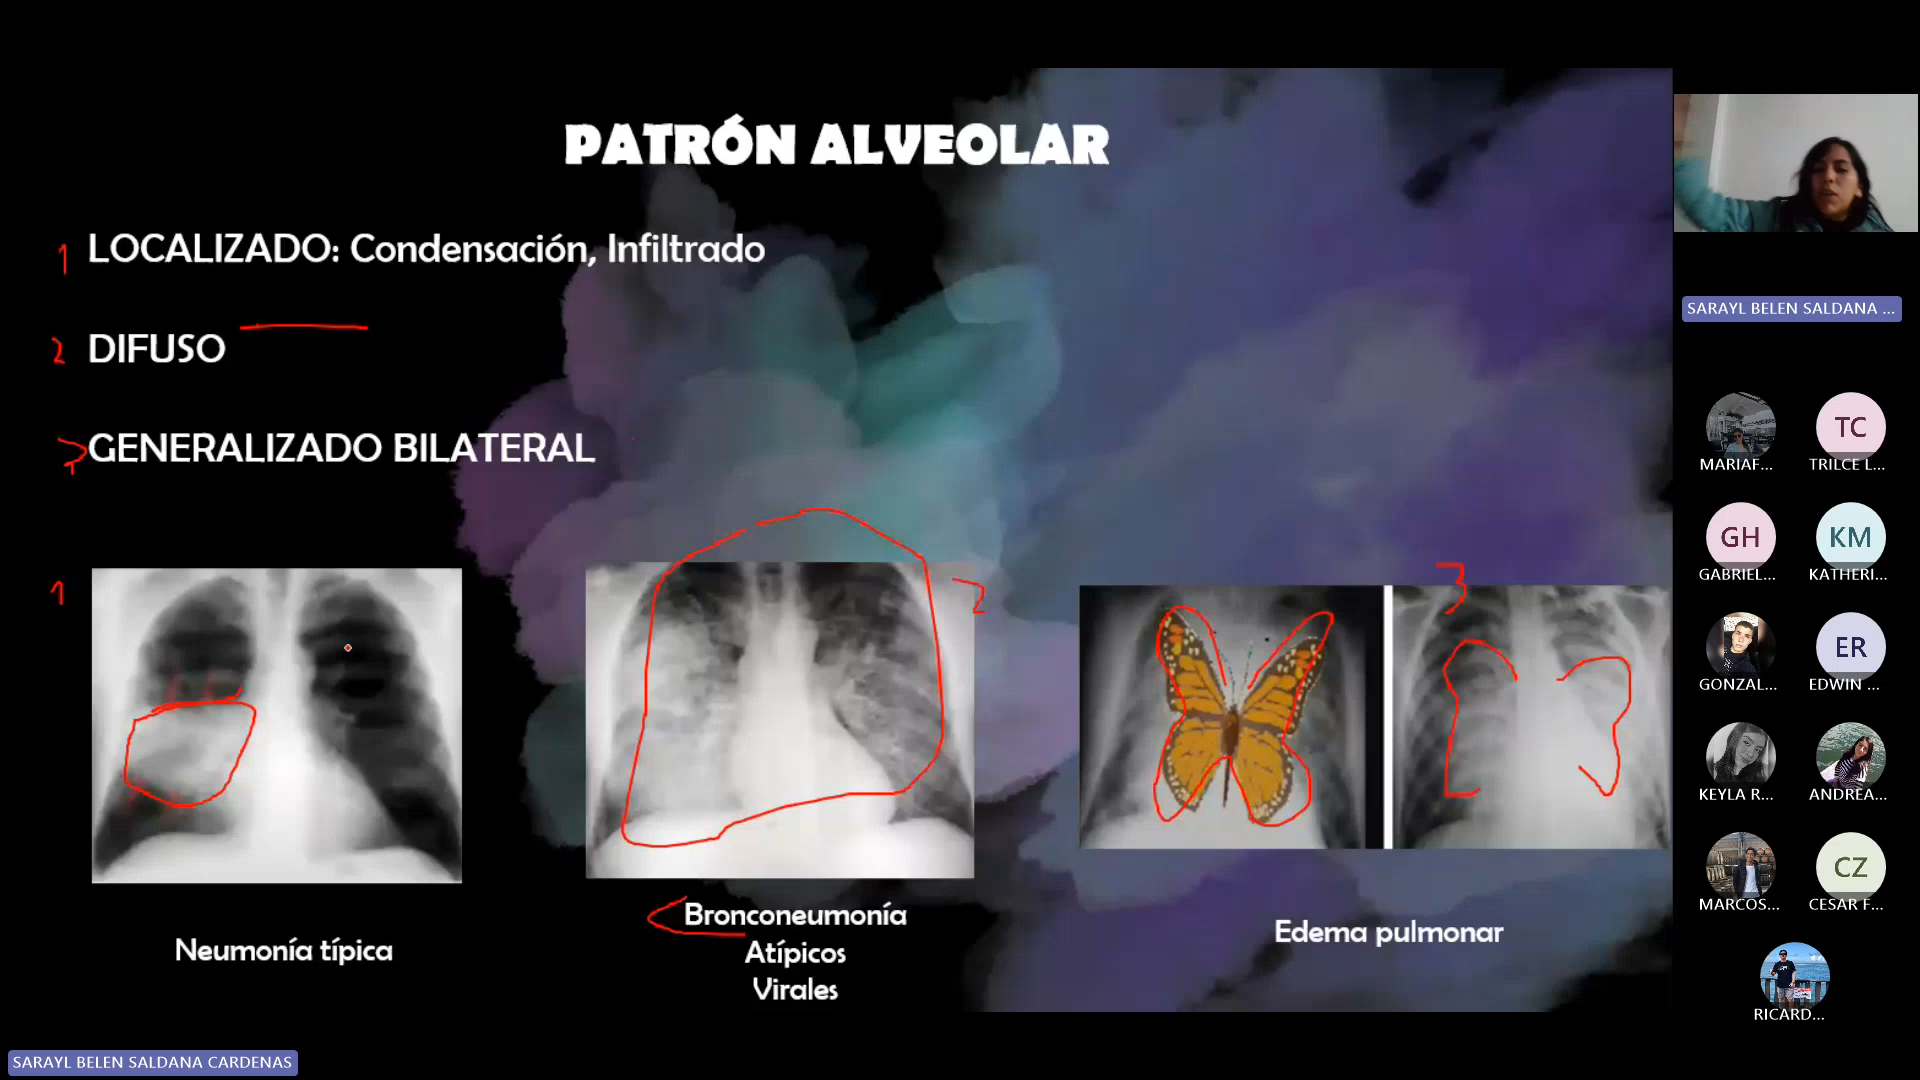 PATRÓN ALVEOLAR
1 LOCALIZADO: Condensación, Infiltrado
2 DIFUSO
GENERALIZADO BILATERAL
1
2
3
Neumonía típica
Bronconeumonía
Atípicos
Virales
Edema pulmonar
SARAYL BELEN SALDANA ...
MARIAF...
TC
TRILCE L...
GH
GABRIEL...
KM
KATHERI...
GONZAL...
ER
EDWIN ...
KEYLA R...
ANDREA...
MARCOS...
CZ
CESAR F...
RICARD...
SARAYL BELEN SALDANA CARDENAS